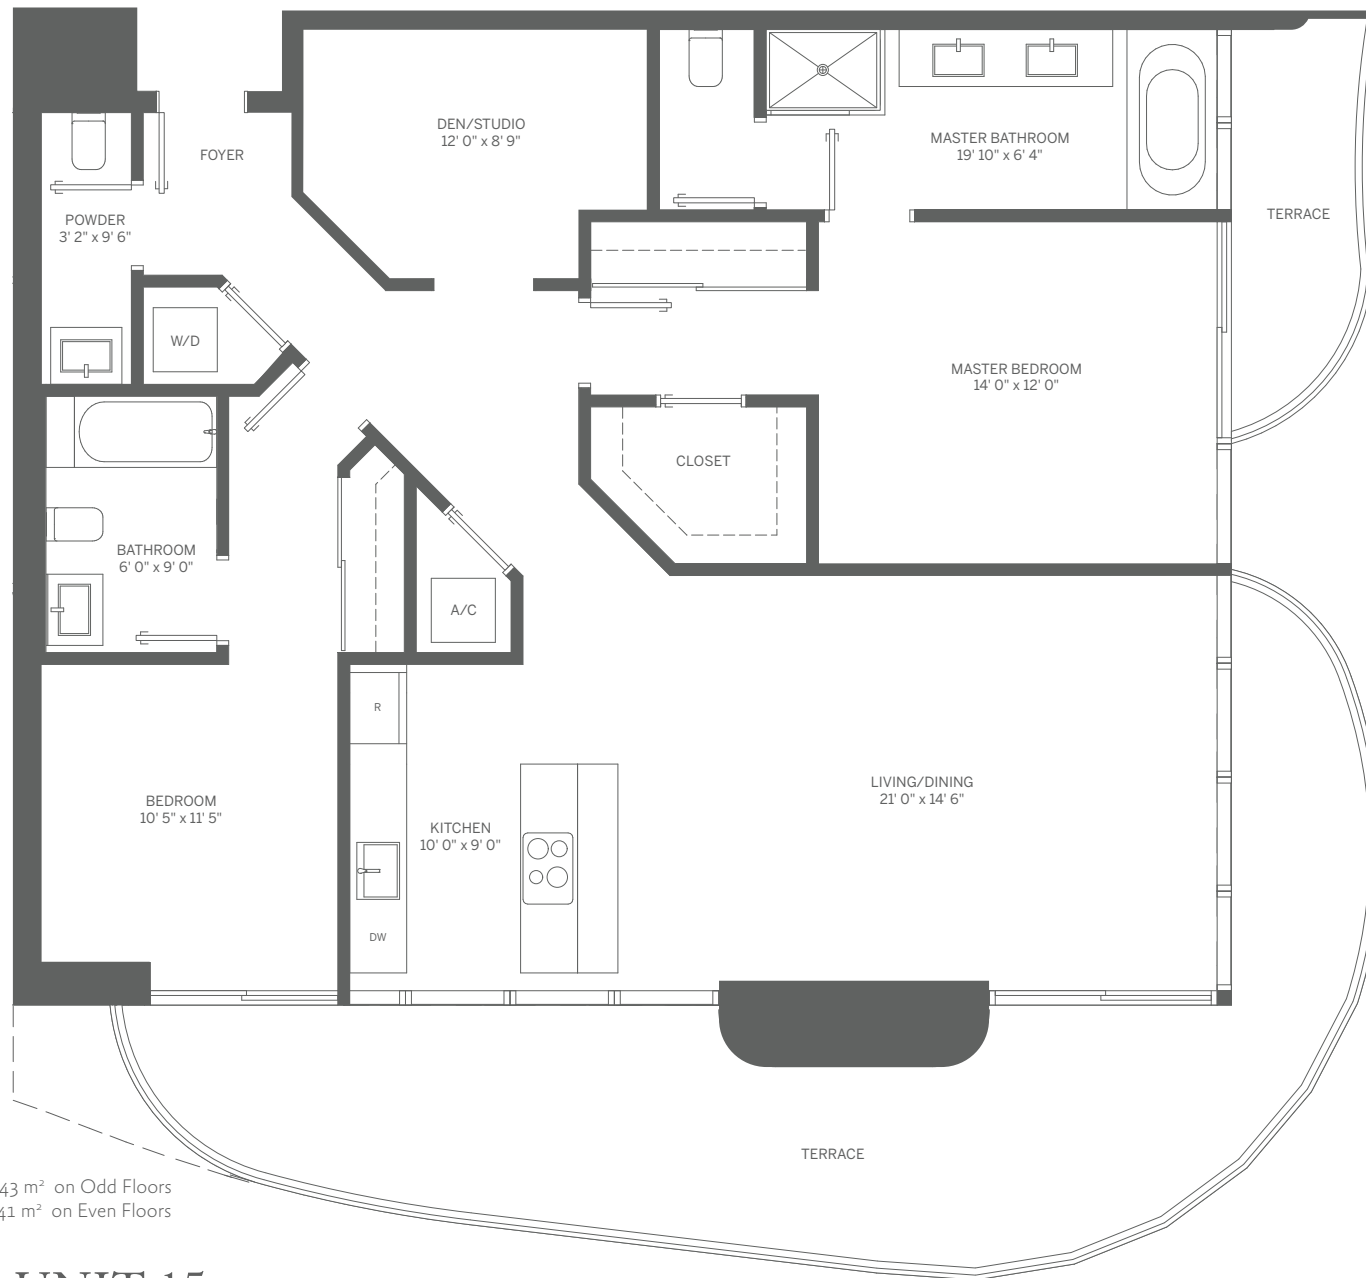 DEN/STUDIO
12' 0" x 8' 9"
FOYER
MASTER BATHROOM
19' 10" x 6' 4"
POWDER
3' 2" x 9' 6"
TERRACE
W/D
MASTER BEDROOM
14' 0" x 12' 0"
CLOSET
BATHROOM
6' 0" x 9' 0"
A/C
R
LIVING/DINING
21' 0" x 14' 6"
BEDROOM
10' 5" x 11' 5"
KITCHEN
10' 0" x 9' 0"
DW
TERRACE
43 m² on Odd Floors
41 m² on Even Floors
UNIT 15